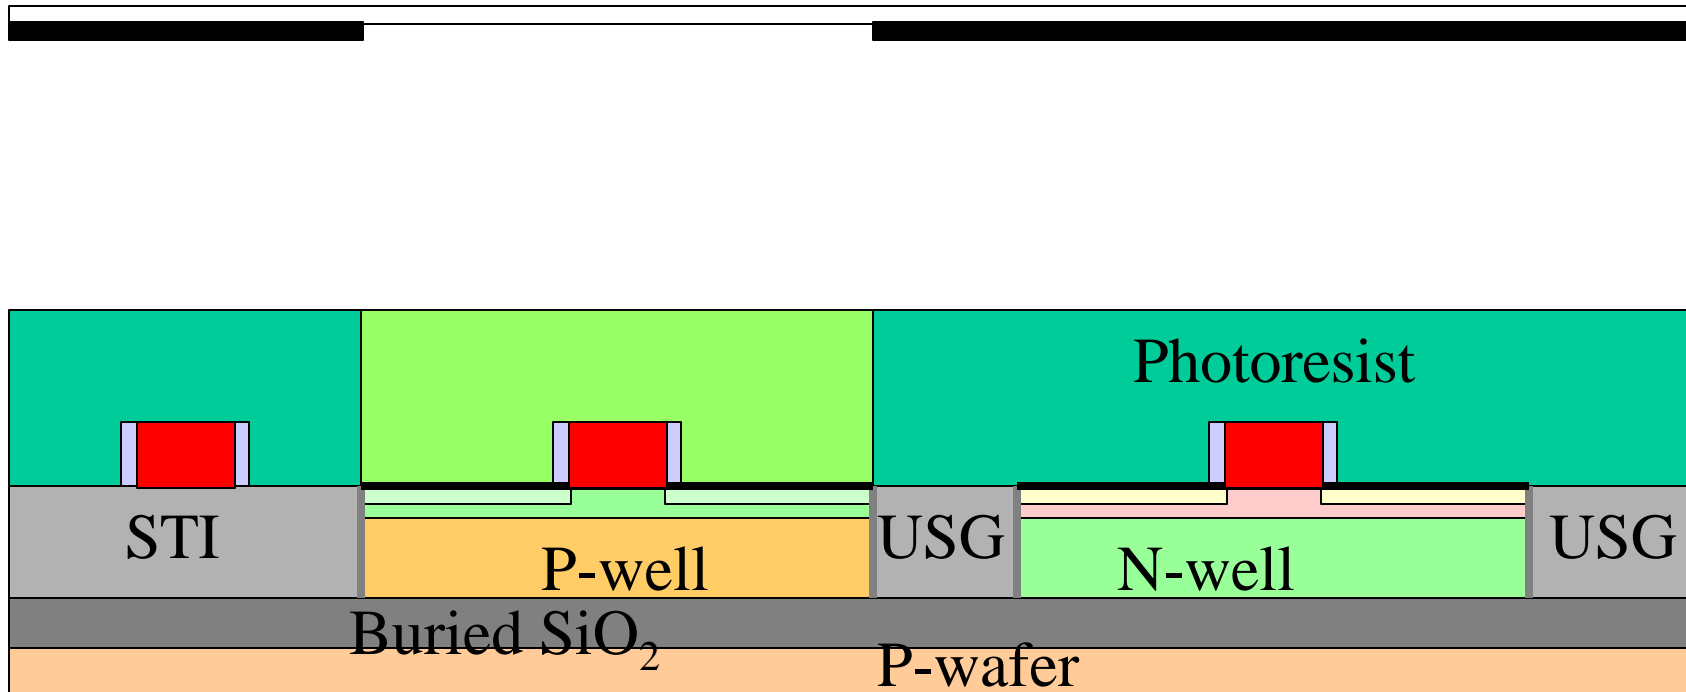 Photoresist
STI
USG
USG
P-well
N-well
Buried SiO₂
P-wafer